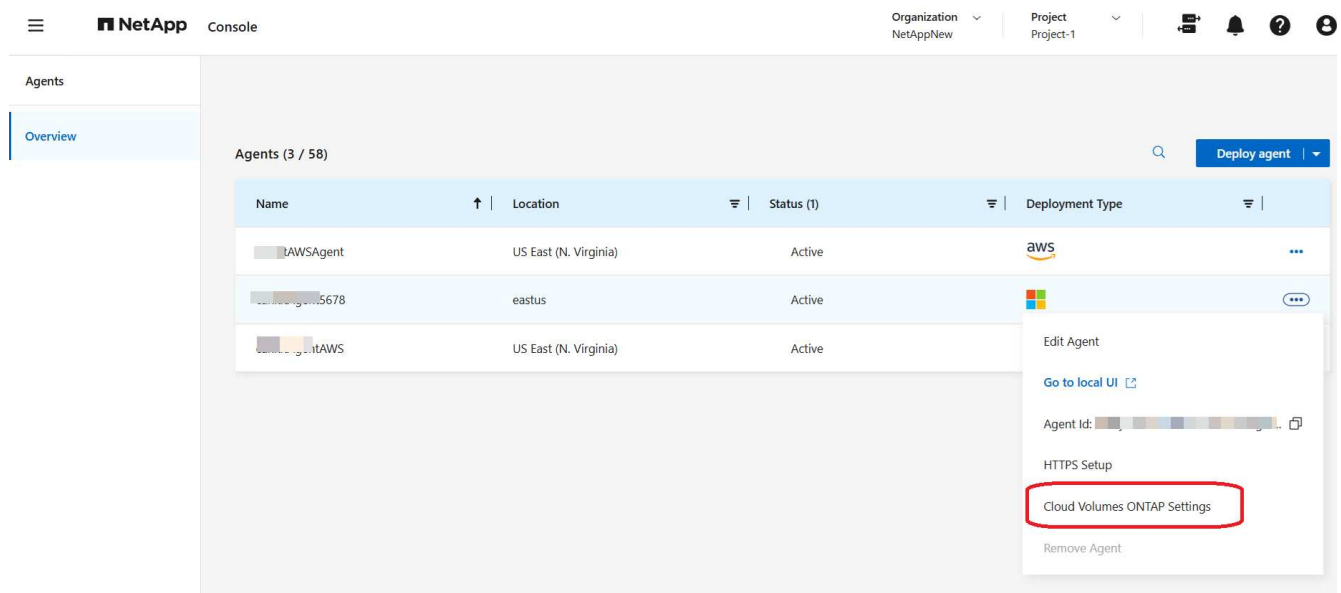 NetApp Console
Organization
NetAppNew
Project
Project-1
Agents
Overview
Agents (3 / 58)
Deploy agent
Name Location Status (1) Deployment Type
tAWSAgent US East (N. Virginia) Active aws
5678 eastus Active
tAWS US East (N. Virginia) Active
Edit Agent
Go to local UI
Agent Id:
HTTPS Setup
Cloud Volumes ONTAP Settings
Remove Agent